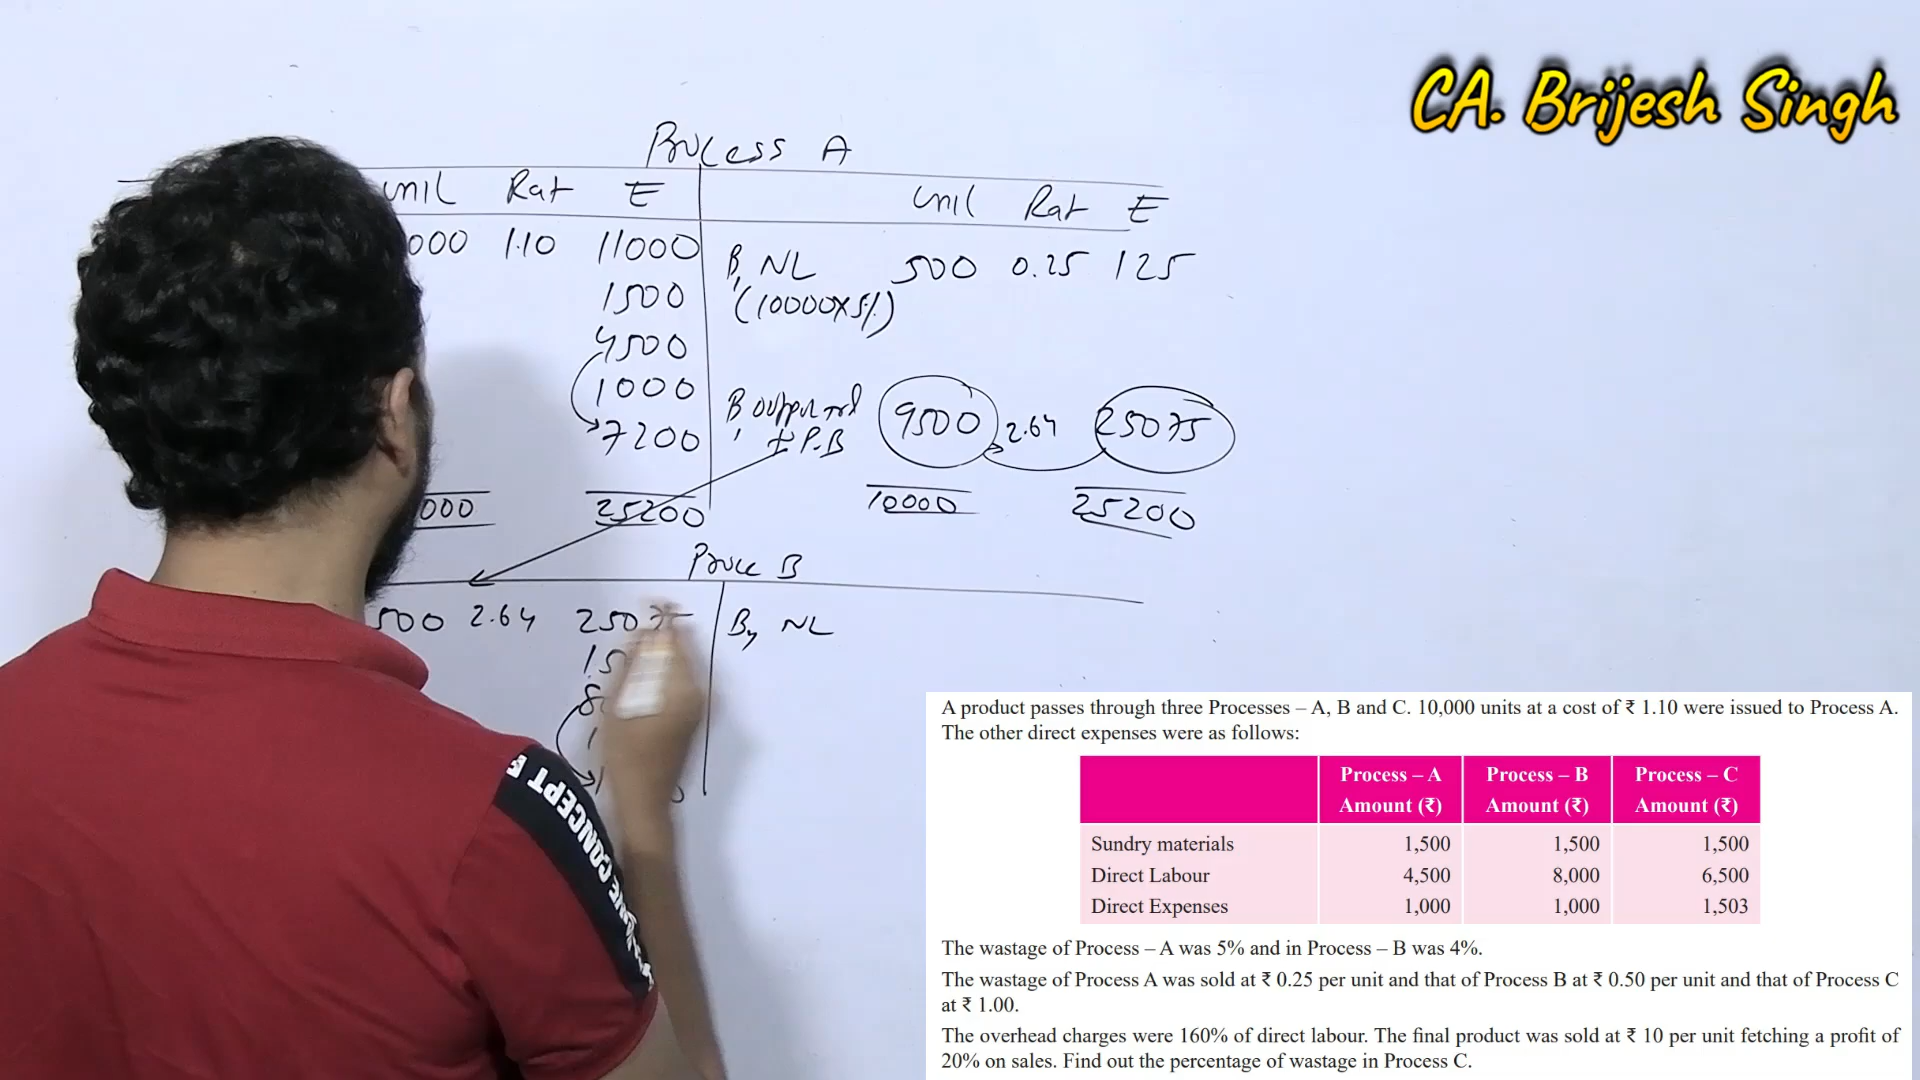 CA. Brijesh Singh
Process A
Unit Rat E Unit Rat E
000 1.10 11000 By NL 500 0.25 125
1500 (10000x5%)
4500
1000 B output trf 9500 2.64 25075
7200 to P.B
000 25200 10000 25200
Proce B
500 2.64 25075 By NL
A product passes through three Processes – A, B and C. 10,000 units at a cost of ₹ 1.10 were issued to Process A.
The other direct expenses were as follows:
Process – A Process – B Process – C
Amount (₹) Amount (₹) Amount (₹)
Sundry materials 1,500 1,500 1,500
Direct Labour 4,500 8,000 6,500
Direct Expenses 1,000 1,000 1,503
The wastage of Process – A was 5% and in Process – B was 4%.
The wastage of Process A was sold at ₹ 0.25 per unit and that of Process B at ₹ 0.50 per unit and that of Process C
at ₹ 1.00.
The overhead charges were 160% of direct labour. The final product was sold at ₹ 10 per unit fetching a profit of
20% on sales. Find out the percentage of wastage in Process C.